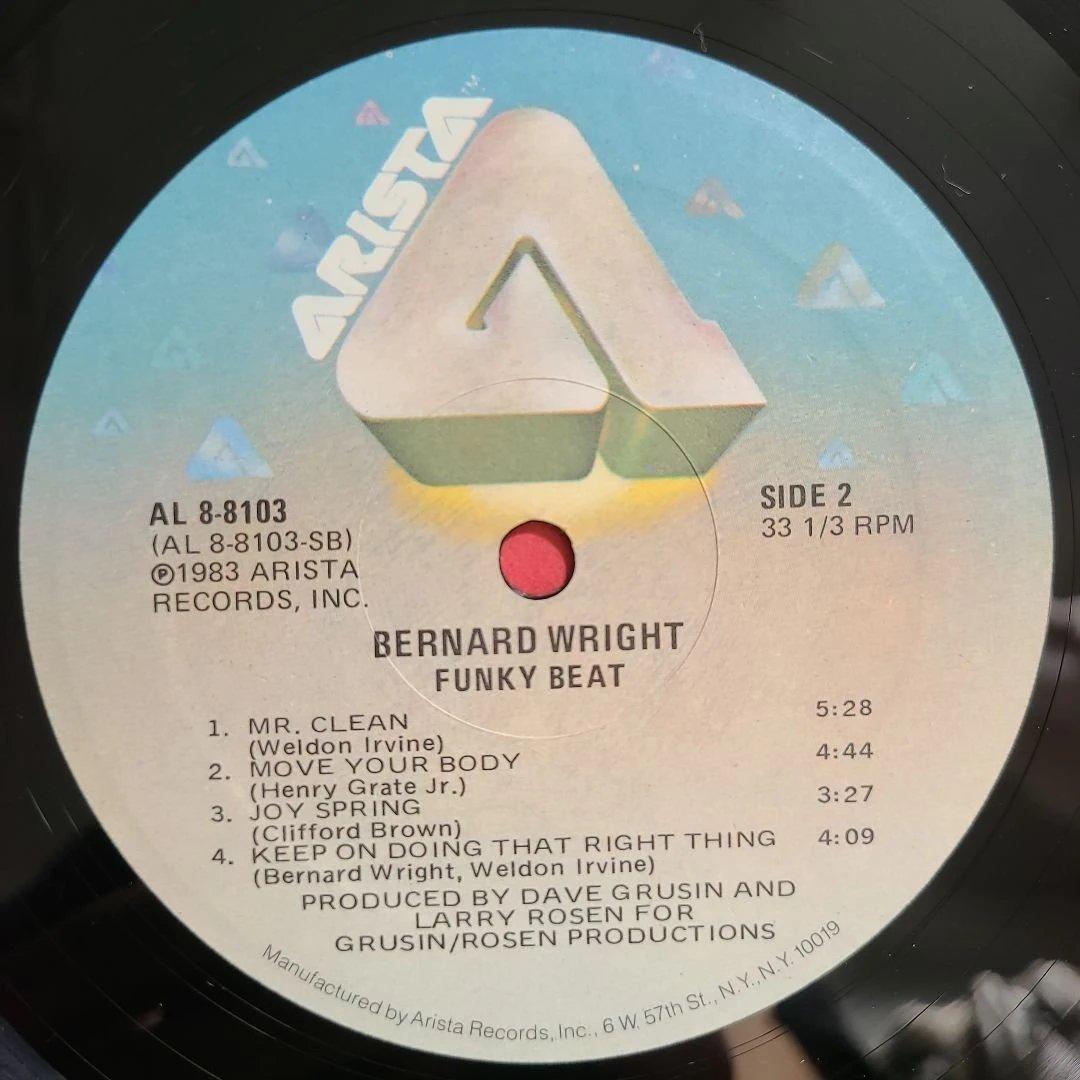 ARISTA™
AL 8-8103
(AL 8-8103-SB)
Ⓟ1983 ARISTA
RECORDS, INC.
SIDE 2
33 1/3 RPM
BERNARD WRIGHT
FUNKY BEAT
1. MR. CLEAN 5:28
(Weldon Irvine)
2. MOVE YOUR BODY 4:44
(Henry Grate Jr.)
3. JOY SPRING 3:27
(Clifford Brown)
4. KEEP ON DOING THAT RIGHT THING 4:09
(Bernard Wright, Weldon Irvine)
PRODUCED BY DAVE GRUSIN AND
LARRY ROSEN FOR
GRUSIN/ROSEN PRODUCTIONS
Manufactured by Arista Records, Inc., 6 W. 57th St., N.Y., N.Y. 10019